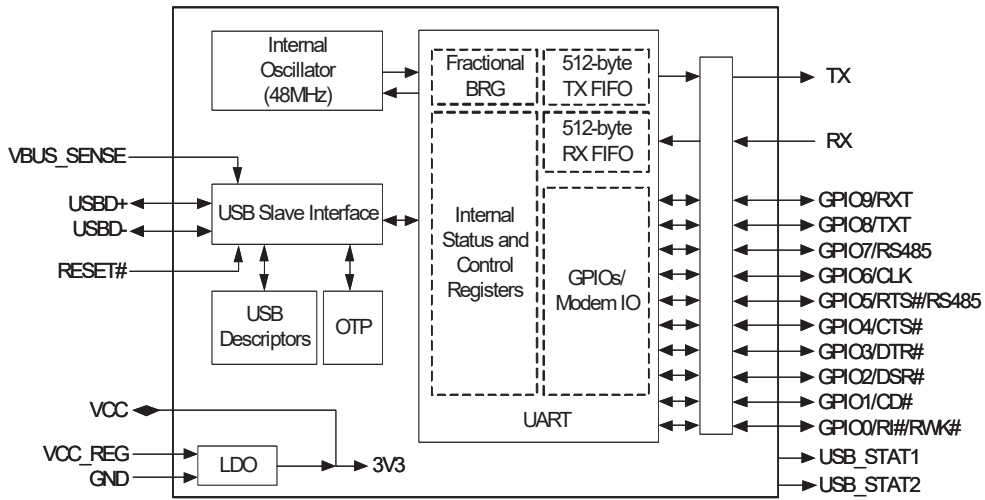 Internal
Oscillator
(48MHz)
Fractional
BRG
512-byte
TX FIFO
512-byte
RX FIFO
TX
RX
VBUS_SENSE
USBD+
USBD-
RESET#
USB Slave Interface
USB
Descriptors
OTP
Internal
Status and
Control
Registers
GPIOs/
Modem IO
UART
GPIO9/RXT
GPIO8/TXT
GPIO7/RS485
GPIO6/CLK
GPIO5/RTS#/RS485
GPIO4/CTS#
GPIO3/DTR#
GPIO2/DSR#
GPIO1/CD#
GPIO0/RI#/RWK#
USB_STAT1
USB_STAT2
VCC
VCC_REG
GND
LDO
3V3